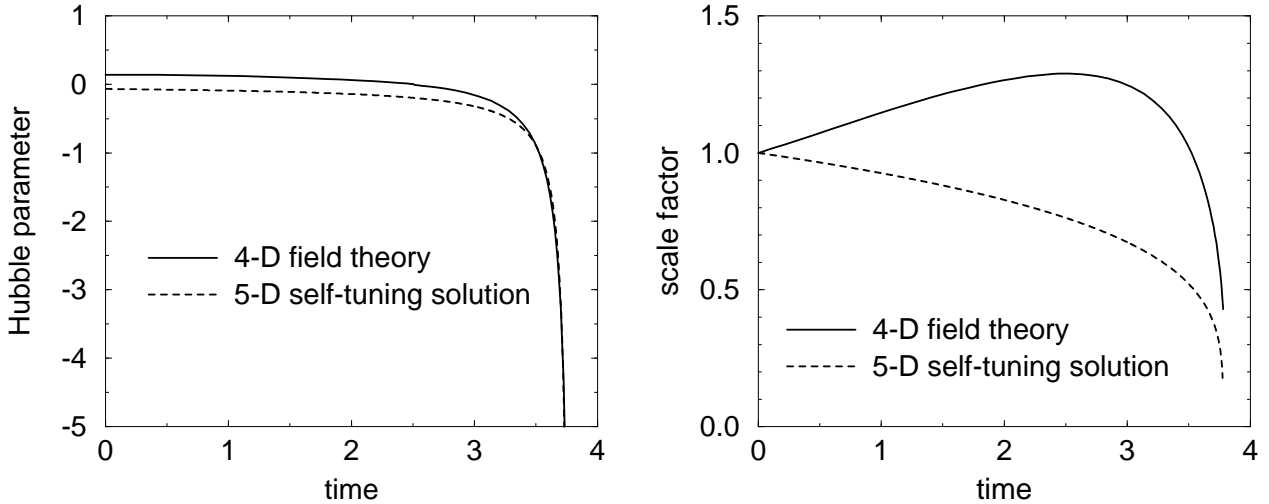 1
0
-1
-2
-3
-4
-5
Hubble parameter
4-D field theory
5-D self-tuning solution
0
1
2
3
4
time
1.5
1.0
0.5
0.0
scale factor
4-D field theory
5-D self-tuning solution
0
1
2
3
4
time